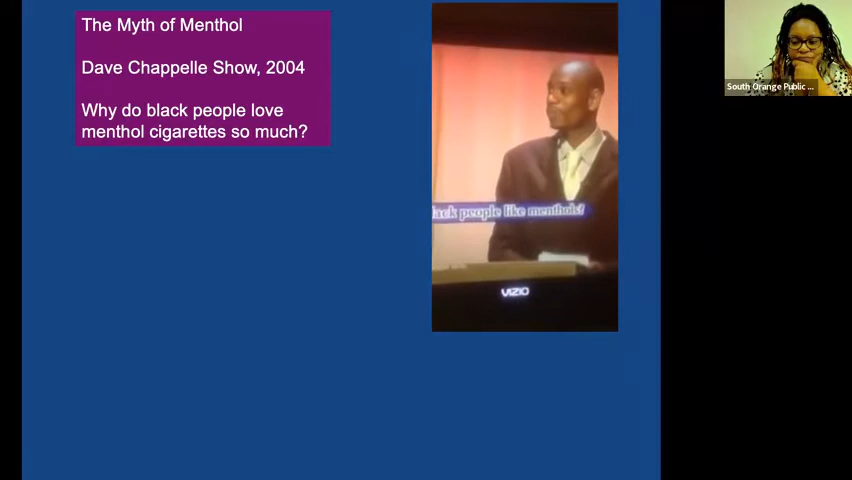 The Myth of Menthol
Dave Chappelle Show, 2004
Why do black people love
menthol cigarettes so much?
South Orange Public ...
lack people like menthols?
VIZIO